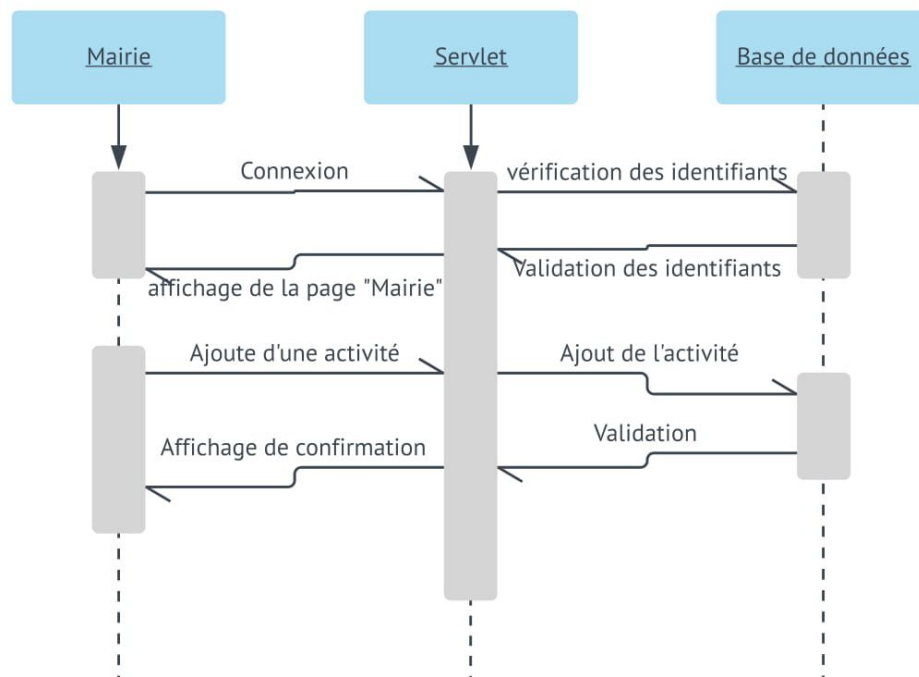 Mairie
Servlet
Base de données
Connexion
vérification des identifiants
Validation des identifiants
affichage de la page "Mairie"
Ajoute d'une activité
Ajout de l'activité
Validation
Affichage de confirmation